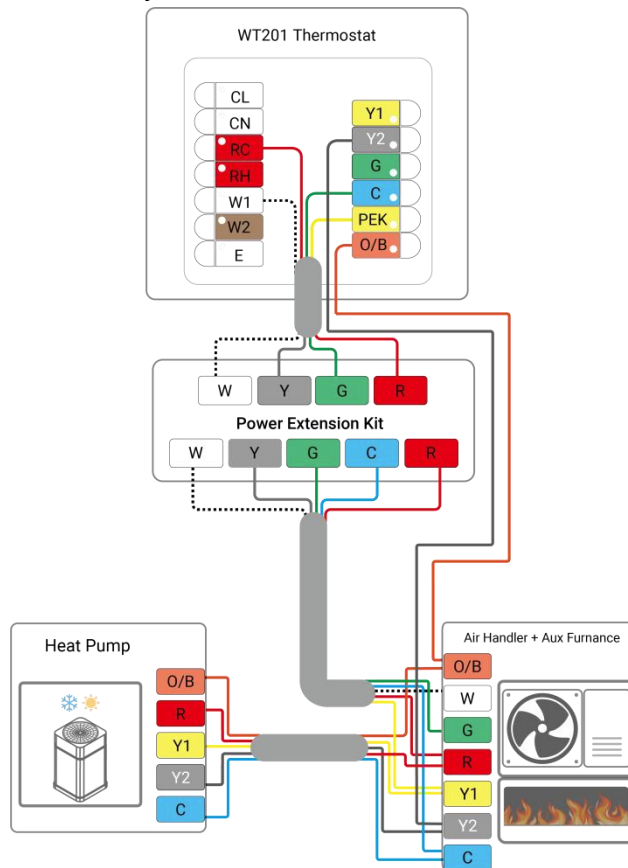 WT201 Thermostat
CL
CN
RC
RH
W1
W2
E
Y1
Y2
G
C
PEK
O/B
W
Y
G
R
Power Extension Kit
W
Y
G
C
R
Heat Pump
O/B
R
Y1
Y2
C
Air Handler + Aux Furnance
O/B
W
G
R
Y1
Y2
C